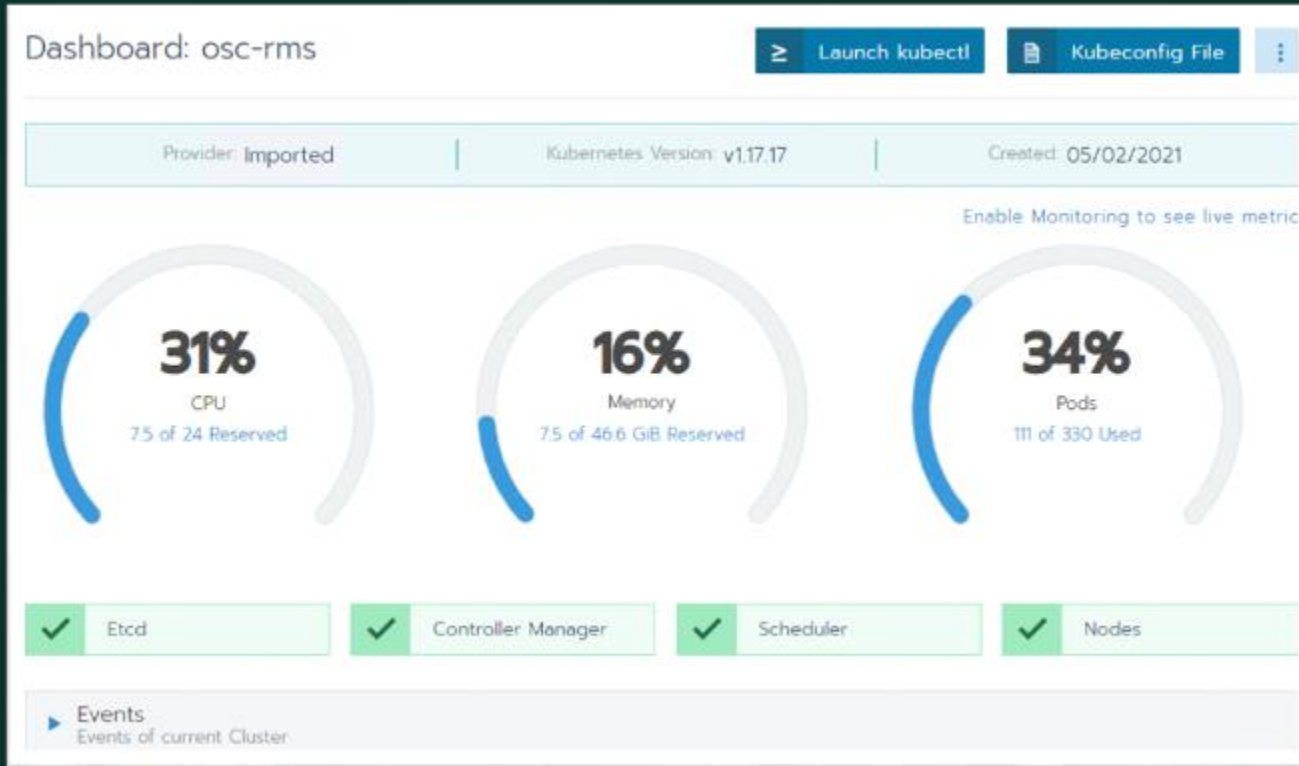 Dashboard: osc-rms
Launch kubectl
Kubeconfig File
Provider: Imported
Kubernetes Version: v1.17.17
Created: 05/02/2021
Enable Monitoring to see live metric
31%
CPU
7.5 of 24 Reserved
16%
Memory
7.5 of 46.6 GiB Reserved
34%
Pods
111 of 330 Used
Etcd
Controller Manager
Scheduler
Nodes
Events
Events of current Cluster